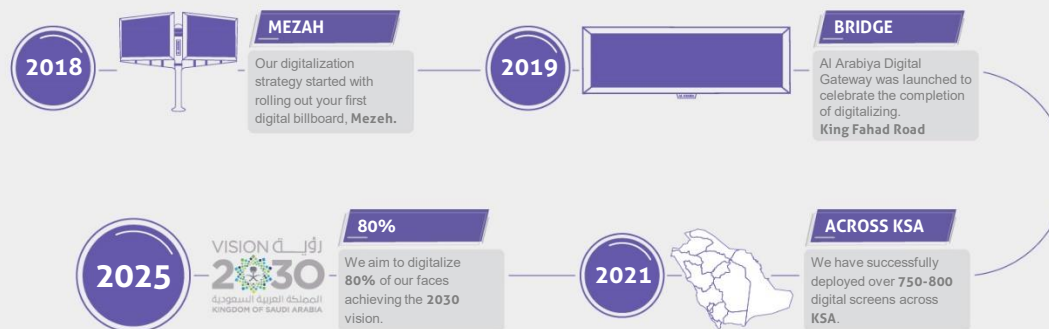 2018
MEZAH
Our digitalization
strategy started with
rolling out your first
digital billboard, Mezeh.
2019
BRIDGE
Al Arabiya Digital
Gateway was launched to
celebrate the completion
of digitalizing.
King Fahad Road
2021
ACROSS KSA
We have successfully
deployed over 750-800
digital screens across
KSA.
2025
VISION رؤيــة
2030
المملكة العربية السعودية
KINGDOM OF SAUDI ARABIA
80%
We aim to digitalize
80% of our faces
achieving the 2030
vision.